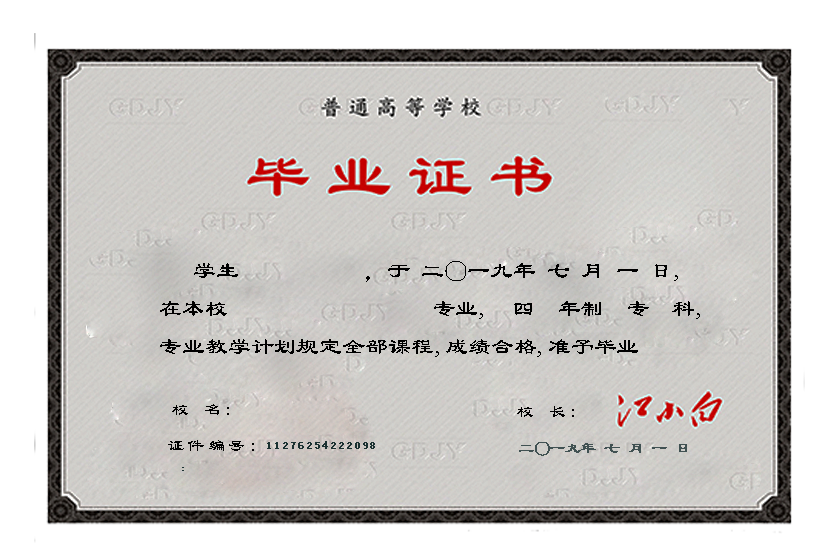 普通高等学校
毕业证书
学生 , 于 二〇一九年 七 月 一 日,
在本校 专业, 四 年制 专 科,
专业教学计划规定全部课程, 成绩合格, 准予毕业
校 名:
校 长: 江小白
证件编号: 11276254222098
二〇一九年 七 月 一 日
: